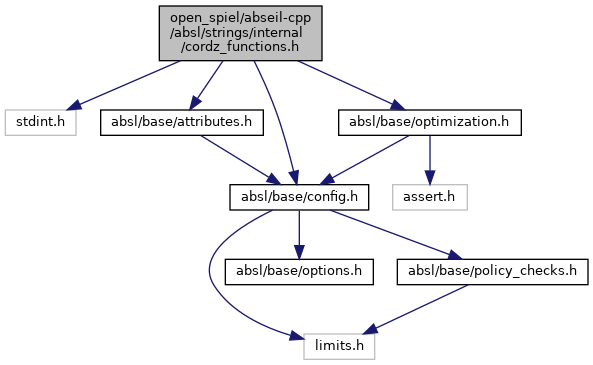 open_spiel/abseil-cpp
/absl/strings/internal
/cordz_functions.h
stdint.h
absl/base/attributes.h
absl/base/optimization.h
absl/base/config.h
assert.h
absl/base/options.h
absl/base/policy_checks.h
limits.h